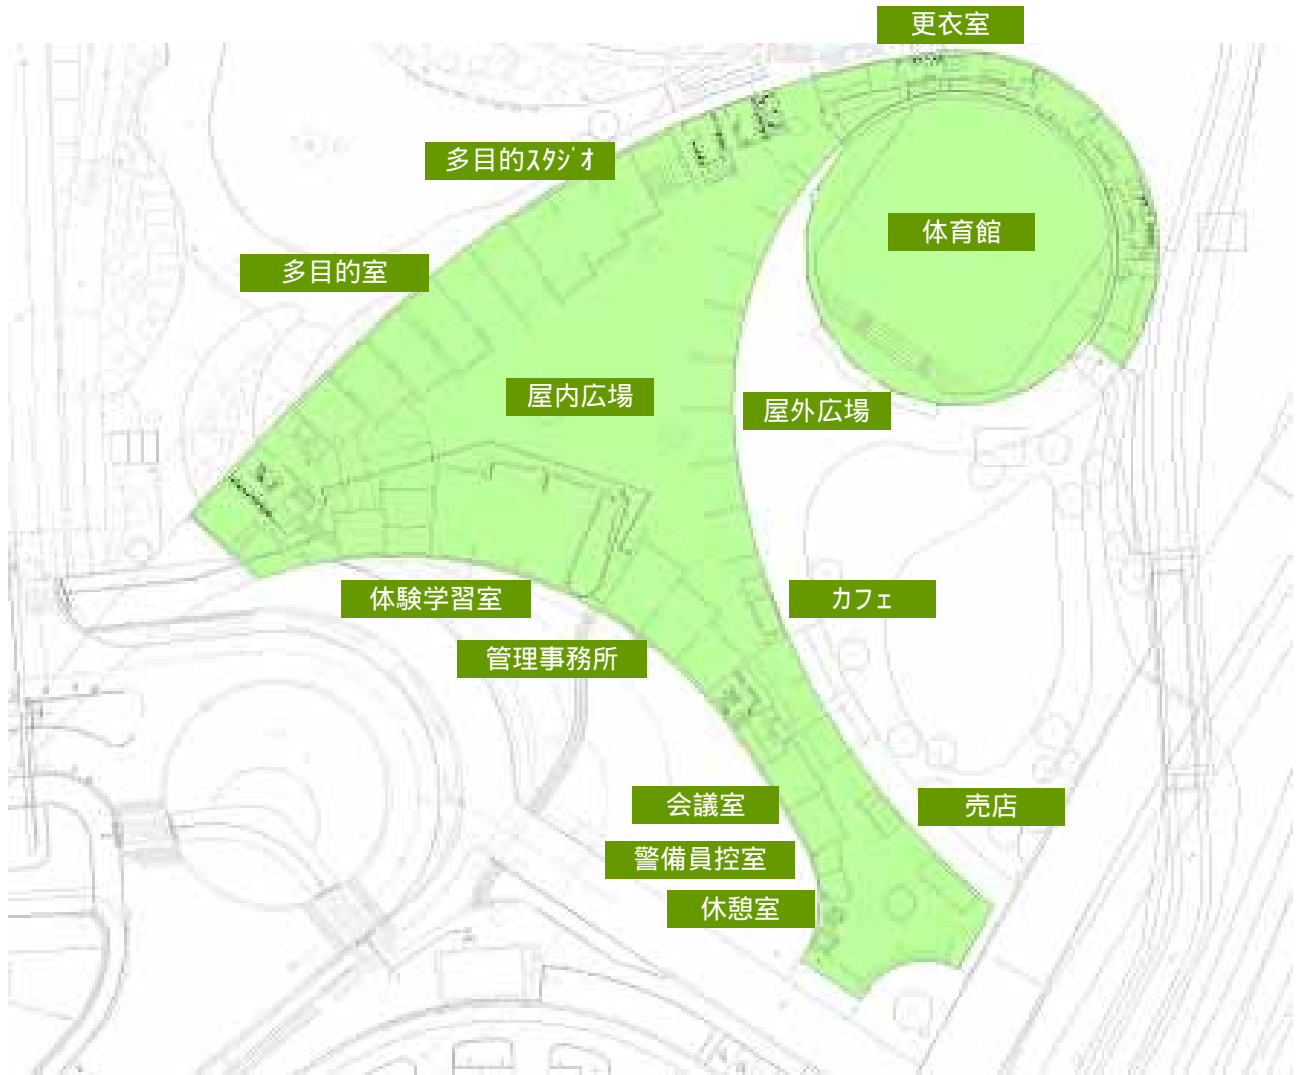 更衣室
多目的ｽﾀｼﾞｵ
体育館
多目的室
屋内広場
屋外広場
体験学習室
カフェ
管理事務所
会議室
売店
警備員控室
休憩室